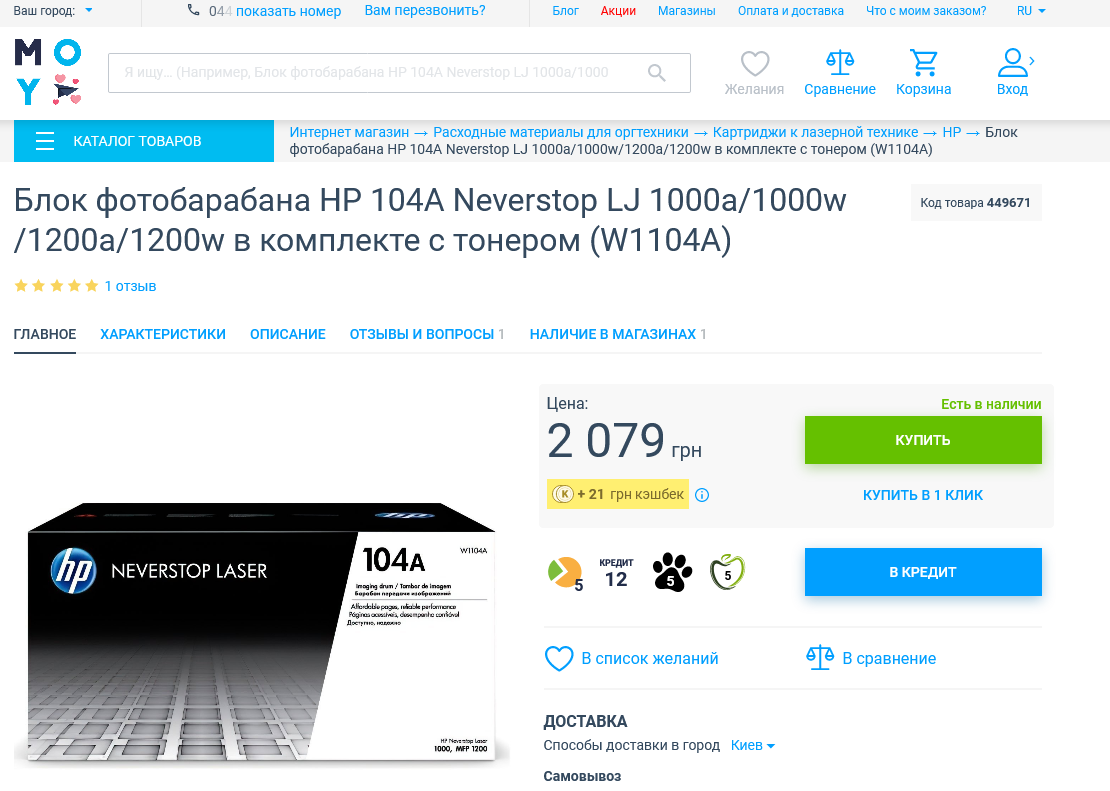 Ваш город:
044 показать номер
Вам перезвонить?
Блог
Акции
Магазины
Оплата и доставка
Что с моим заказом?
RU
MOY
Я ищу... (Например, Блок фотобарабана HP 104A Neverstop LJ 1000a/1000
Желания
Сравнение
Корзина
Вход
КАТАЛОГ ТОВАРОВ
Интернет магазин → Расходные материалы для оргтехники → Картриджи к лазерной технике → HP → Блок
фотобарабана HP 104A Neverstop LJ 1000a/1000w/1200a/1200w в комплекте с тонером (W1104A)
Блок фотобарабана HP 104A Neverstop LJ 1000a/1000w
/1200a/1200w в комплекте с тонером (W1104A)
Код товара 449671
1 отзыв
ГЛАВНОЕ
ХАРАКТЕРИСТИКИ
ОПИСАНИЕ
ОТЗЫВЫ И ВОПРОСЫ 1
НАЛИЧИЕ В МАГАЗИНАХ 1
Цена:
Есть в наличии
2 079 грн
КУПИТЬ
K + 21 грн кэшбек
КУПИТЬ В 1 КЛИК
5
КРЕДИТ
12
5
5
В КРЕДИТ
В список желаний
В сравнение
ДОСТАВКА
Способы доставки в город Киев
Самовывоз
hp
NEVERSTOP LASER
104A
W1104A
Imaging drum / Tambor de imagem
Барабан передачи изображений
Affordable pages, reliable performance
Páginas acessíveis, desempenho confiável
Доступно, надежно
HP Neverstop Laser
1000, MFP 1200